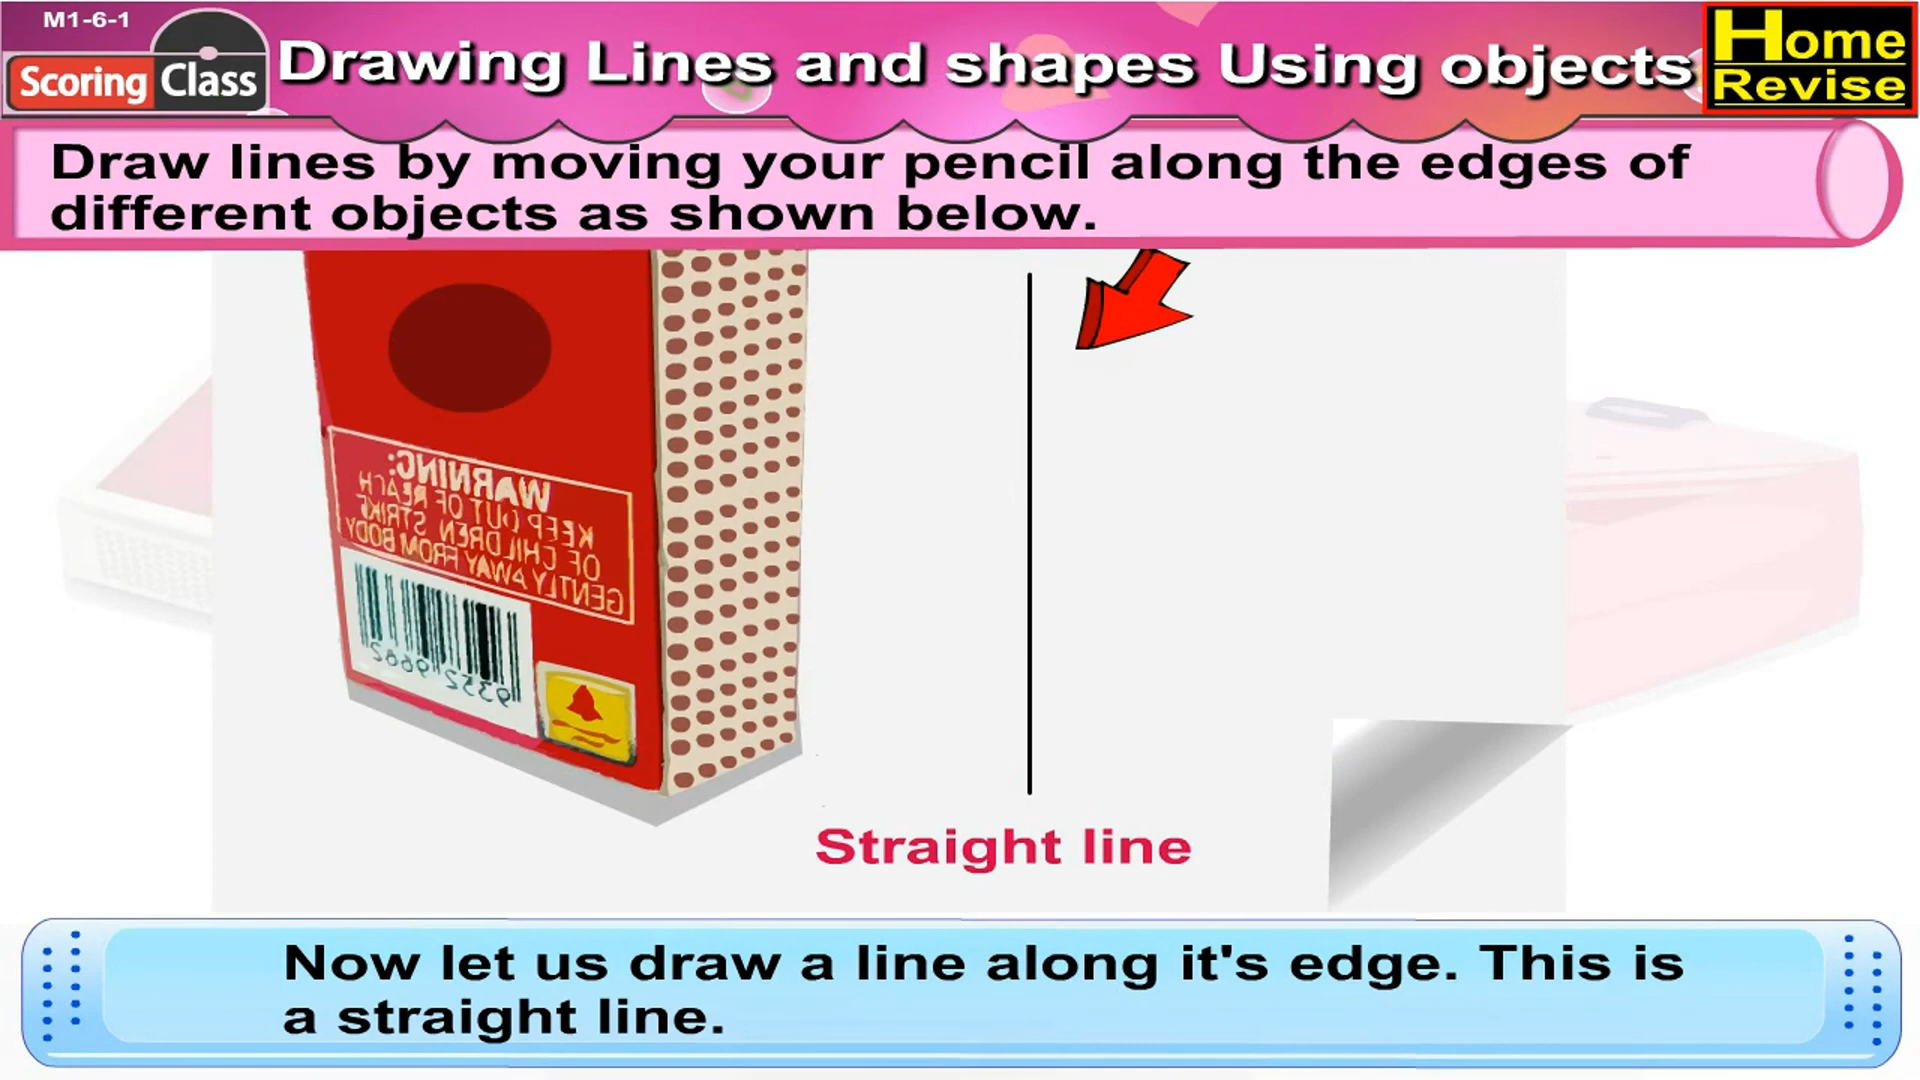 M1-6-1
Scoring Class
Drawing Lines and shapes Using objects
Home
Revise
Draw lines by moving your pencil along the edges of
different objects as shown below.
WARNING:
KEEP OUT OF REACH
OF CHILDREN STRIKE
GENTLY AWAY FROM BODY
Straight line
Now let us draw a line along it's edge. This is
a straight line.